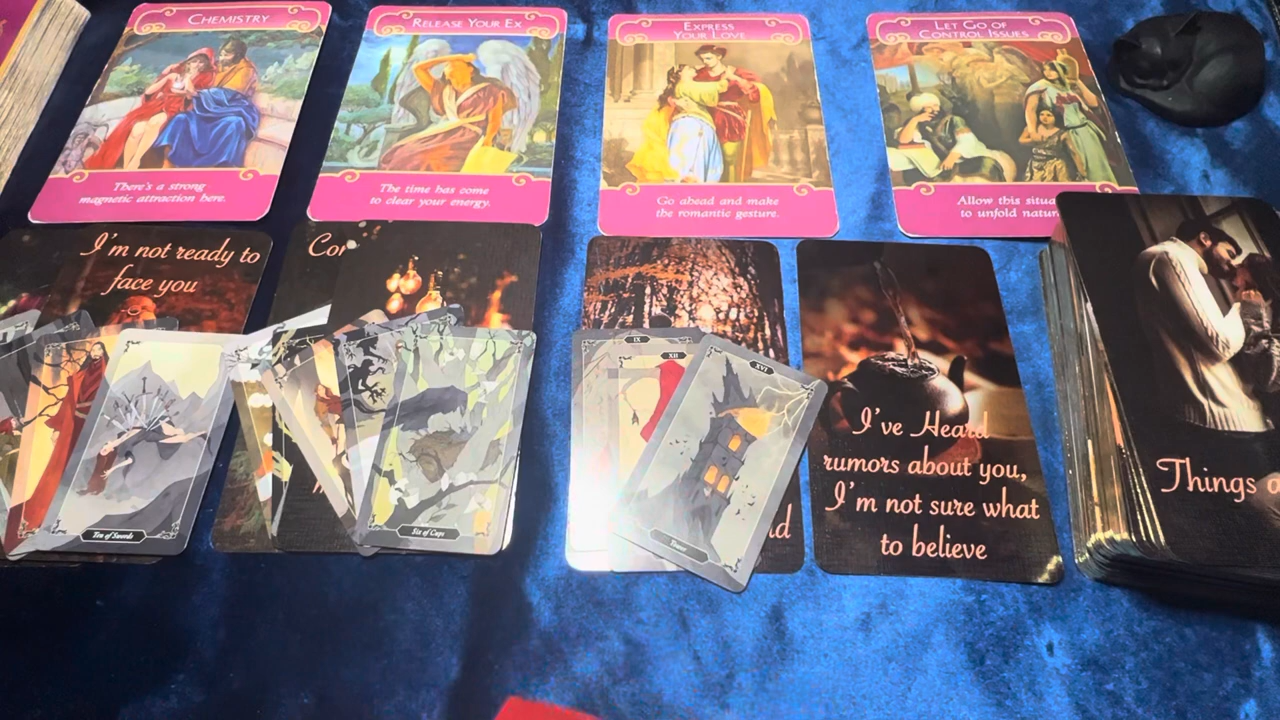 CHEMISTRY
There's a strong
magnetic attraction here.
RELEASE YOUR EX
The time has come
to clear your energy.
EXPRESS
YOUR LOVE
Go ahead and make
the romantic gesture.
LET GO OF
CONTROL ISSUES
Allow this situa
to unfold natur
I'm not ready to
face you
Ten of Swords
Six of Cups
IX
XII
XVI
Tower
I've Heard
rumors about you,
I'm not sure what
to believe
Things